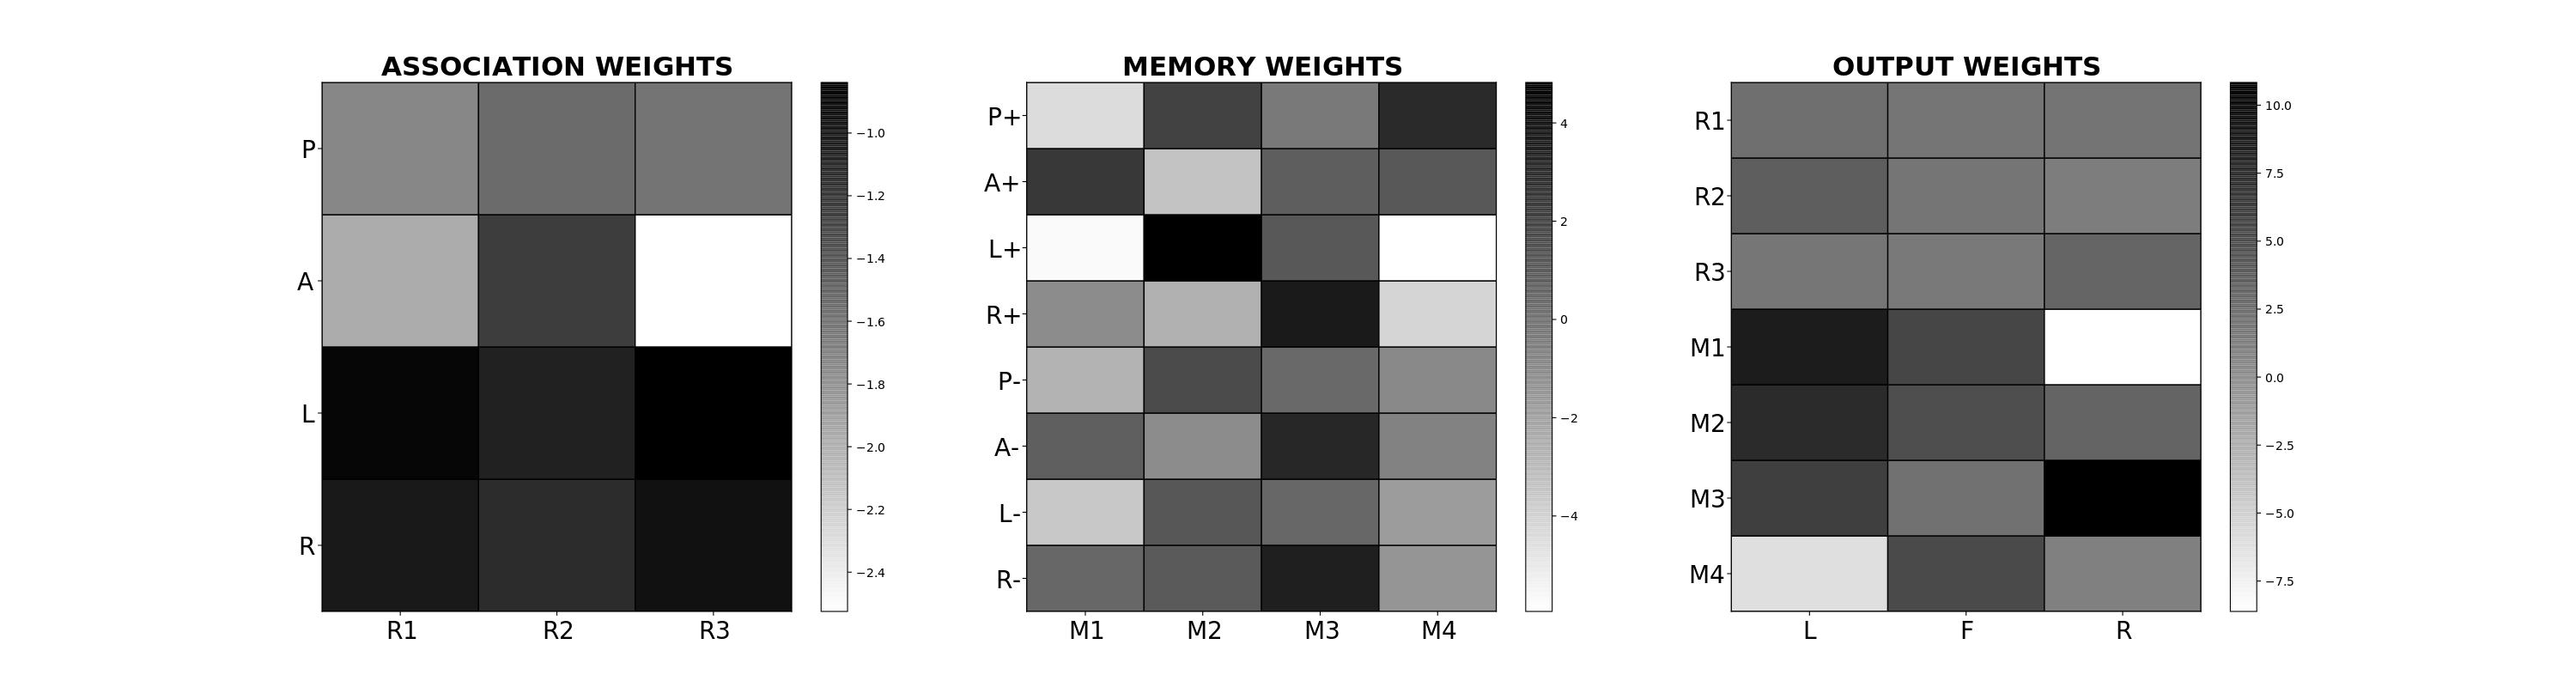 ASSOCIATION WEIGHTS
P
A
L
R
R1 R2 R3
−1.0
−1.2
−1.4
−1.6
−1.8
−2.0
−2.2
−2.4
MEMORY WEIGHTS
P+
A+
L+
R+
P-
A-
L-
R-
M1 M2 M3 M4
4
2
0
−2
−4
OUTPUT WEIGHTS
R1
R2
R3
M1
M2
M3
M4
L F R
10.0
7.5
5.0
2.5
0.0
−2.5
−5.0
−7.5